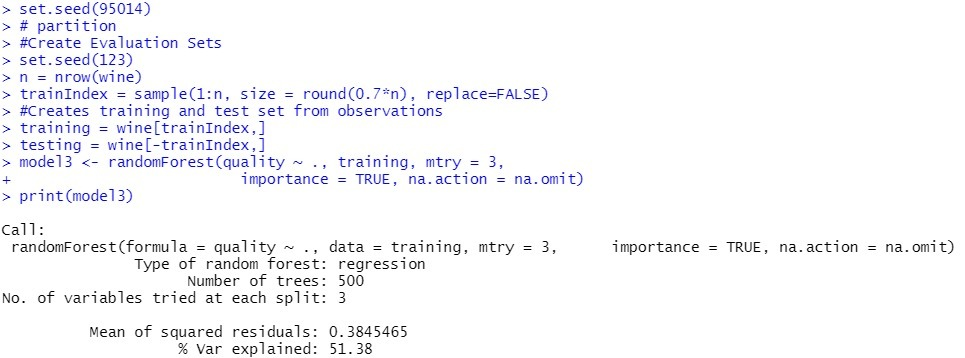 > set.seed(95014)
> # partition
> #Create Evaluation Sets
> set.seed(123)
> n = nrow(wine)
> trainIndex = sample(1:n, size = round(0.7*n), replace=FALSE)
> #Creates training and test set from observations
> training = wine[trainIndex,]
> testing = wine[-trainIndex,]
> model3 <- randomForest(quality ~ ., training, mtry = 3,
+                        importance = TRUE, na.action = na.omit)
> print(model3)

Call:
 randomForest(formula = quality ~ ., data = training, mtry = 3,      importance = TRUE, na.action = na.omit)
               Type of random forest: regression
                     Number of trees: 500
No. of variables tried at each split: 3

          Mean of squared residuals: 0.3845465
                    % Var explained: 51.38